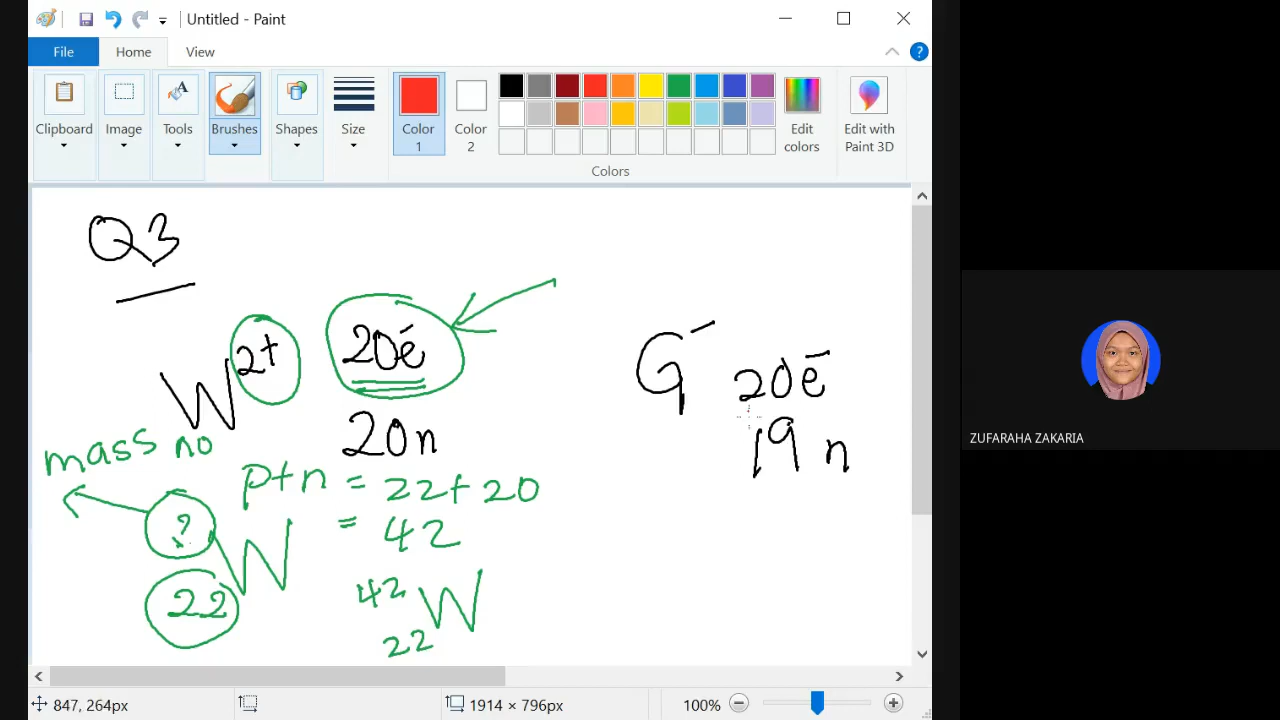 Untitled - Paint
File Home View
Clipboard
Image
Tools
Brushes
Shapes
Size
Color 1
Color 2
Edit colors
Edit with Paint 3D
Colors
Q3
W²⁺ 20é
20n
mass no
p+n = 22+20
= 42
? W
22
42 W
22
G⁻ 20ē
19 n
ZUFARAHA ZAKARIA
847, 264px
1914 × 796px
100%